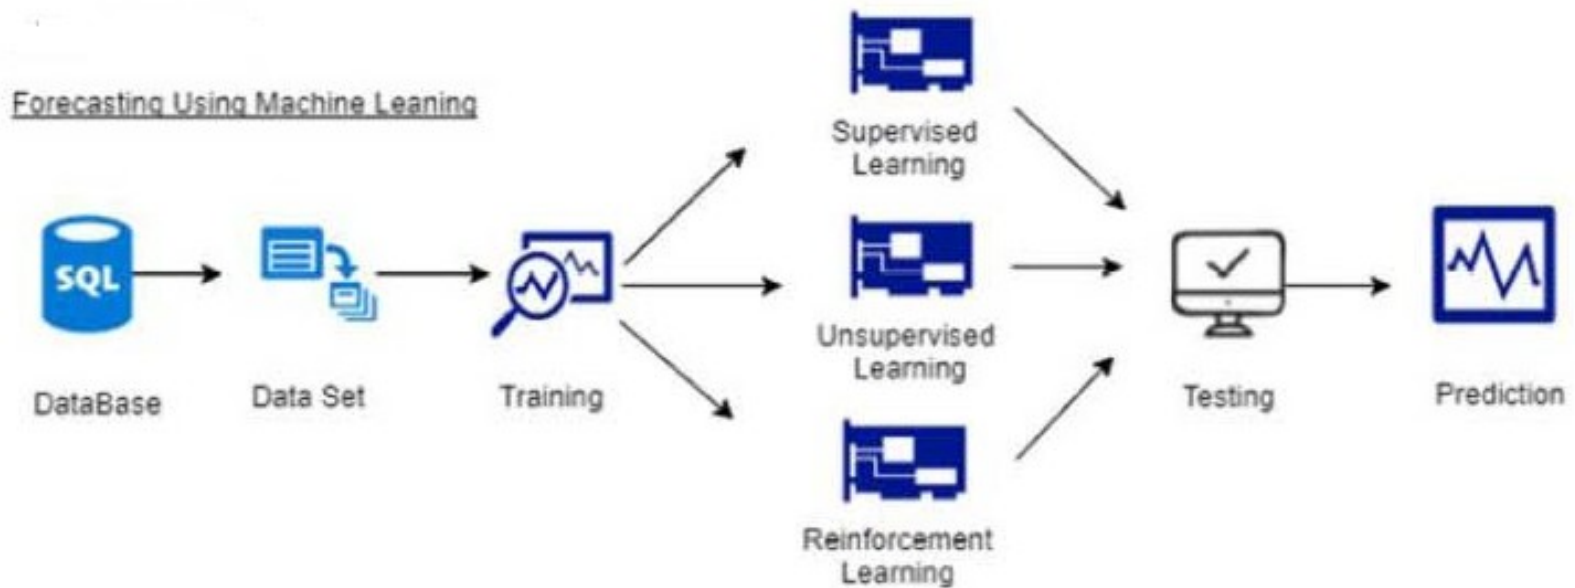 Forecasting Using Machine Leaning
SQL
DataBase
Data Set
Training
Supervised
Learning
Unsupervised
Learning
Reinforcement
Learning
Testing
Prediction